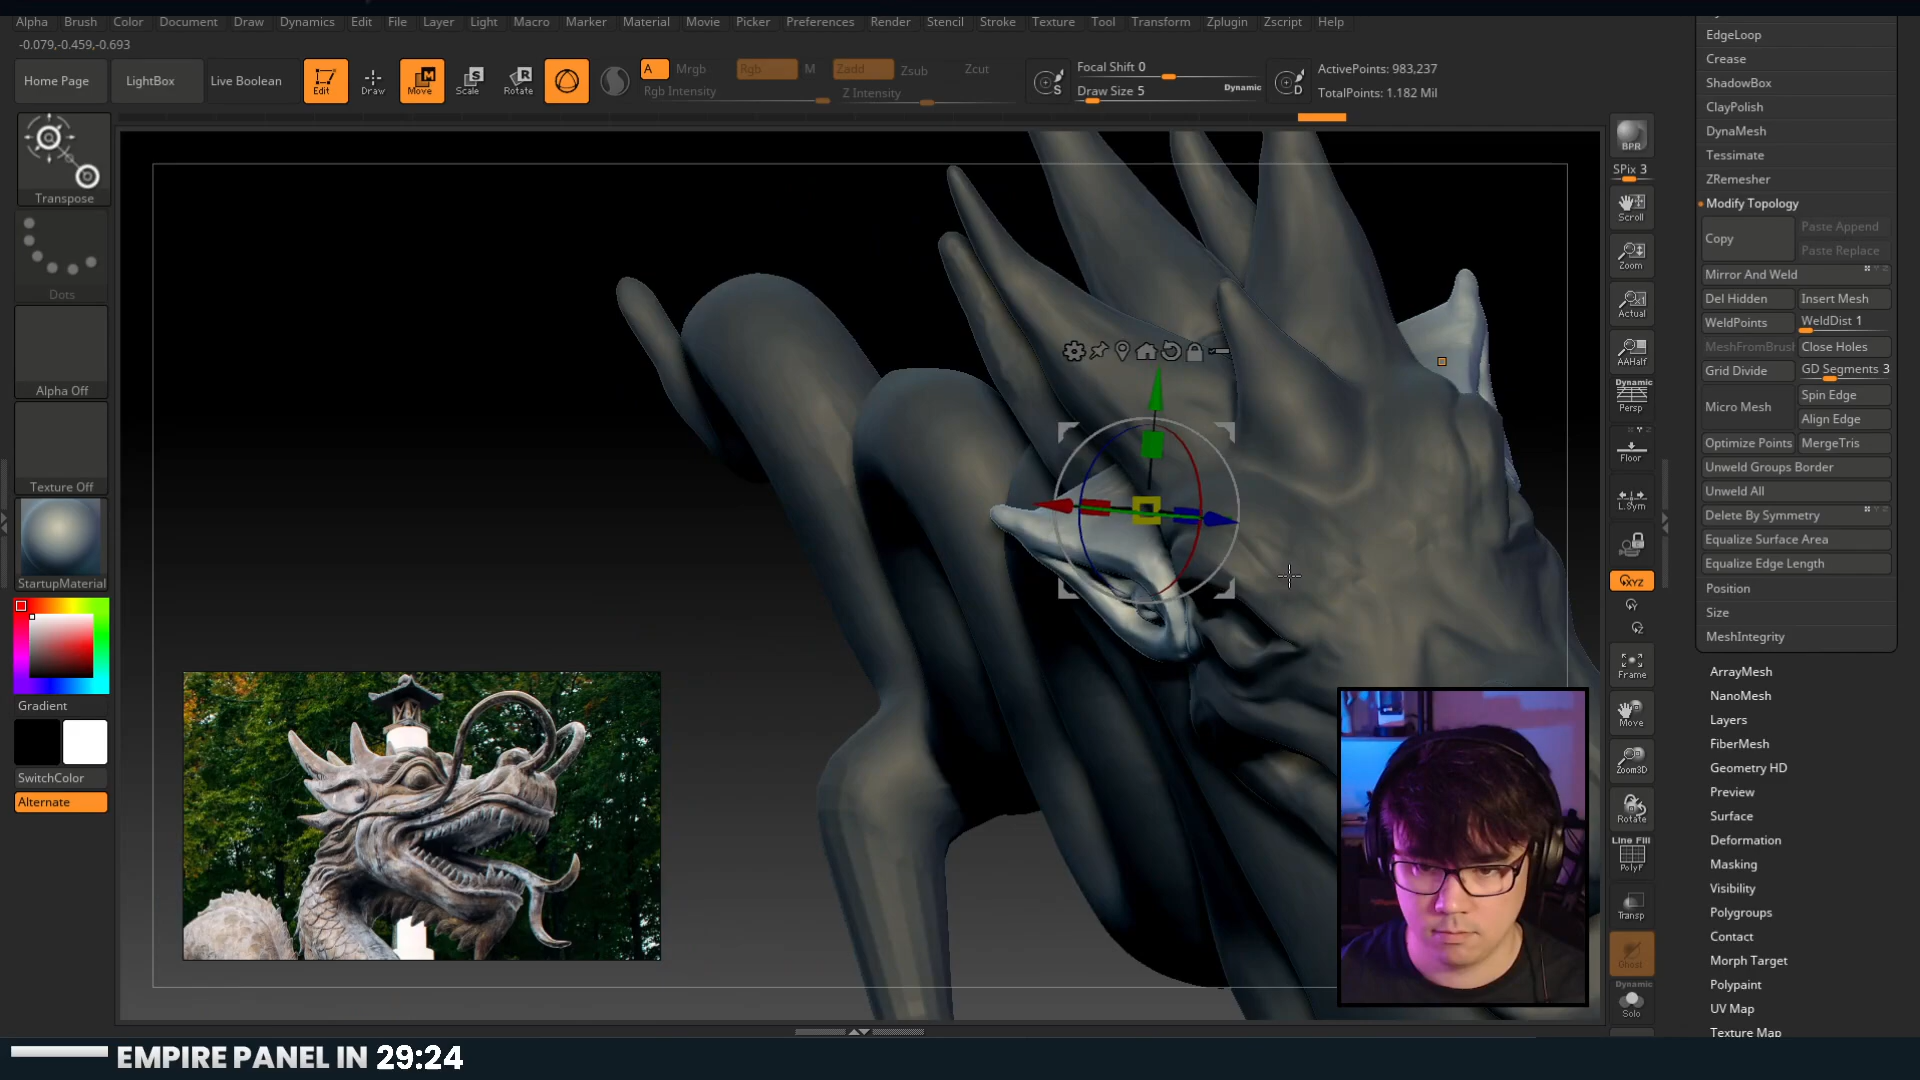 Alpha Brush Color Document Draw Dynamics Edit File Layer Light Macro Marker Material Movie Picker Preferences Render Stencil Stroke Texture Tool Transform Zplugin Zscript Help
-0.079,-0.459,-0.693
Home Page
LightBox
Live Boolean
Edit
Draw
Move
Scale
Rotate
A
Mrgb
Rgb
M
Zadd
Zsub
Zcut
Rgb Intensity
Z Intensity
Focal Shift 0
Draw Size 5
Dynamic
ActivePoints: 983,237
TotalPoints: 1.182 Mil
Transpose
Dots
Alpha Off
Texture Off
StartupMaterial
Gradient
SwitchColor
Alternate
BPR
SPix 3
Scroll
Zoom
Actual
AAHalf
Dynamic
Persp
Floor
L.Sym
XYZ
Frame
Move
Zoom3D
Rotate
Line Fill
PolyF
Transp
Ghost
Dynamic
Solo
EdgeLoop
Crease
ShadowBox
ClayPolish
DynaMesh
Tessimate
ZRemesher
Modify Topology
Copy
Paste Append
Paste Replace
Mirror And Weld
Del Hidden
Insert Mesh
WeldPoints
WeldDist 1
MeshFromBrush
Close Holes
Grid Divide
GD Segments 3
Micro Mesh
Spin Edge
Align Edge
Optimize Points
MergeTris
Unweld Groups Border
Unweld All
Delete By Symmetry
Equalize Surface Area
Equalize Edge Length
Position
Size
MeshIntegrity
ArrayMesh
NanoMesh
Layers
FiberMesh
Geometry HD
Preview
Surface
Deformation
Masking
Visibility
Polygroups
Contact
Morph Target
Polypaint
UV Map
Texture Map
EMPIRE PANEL IN 29:24